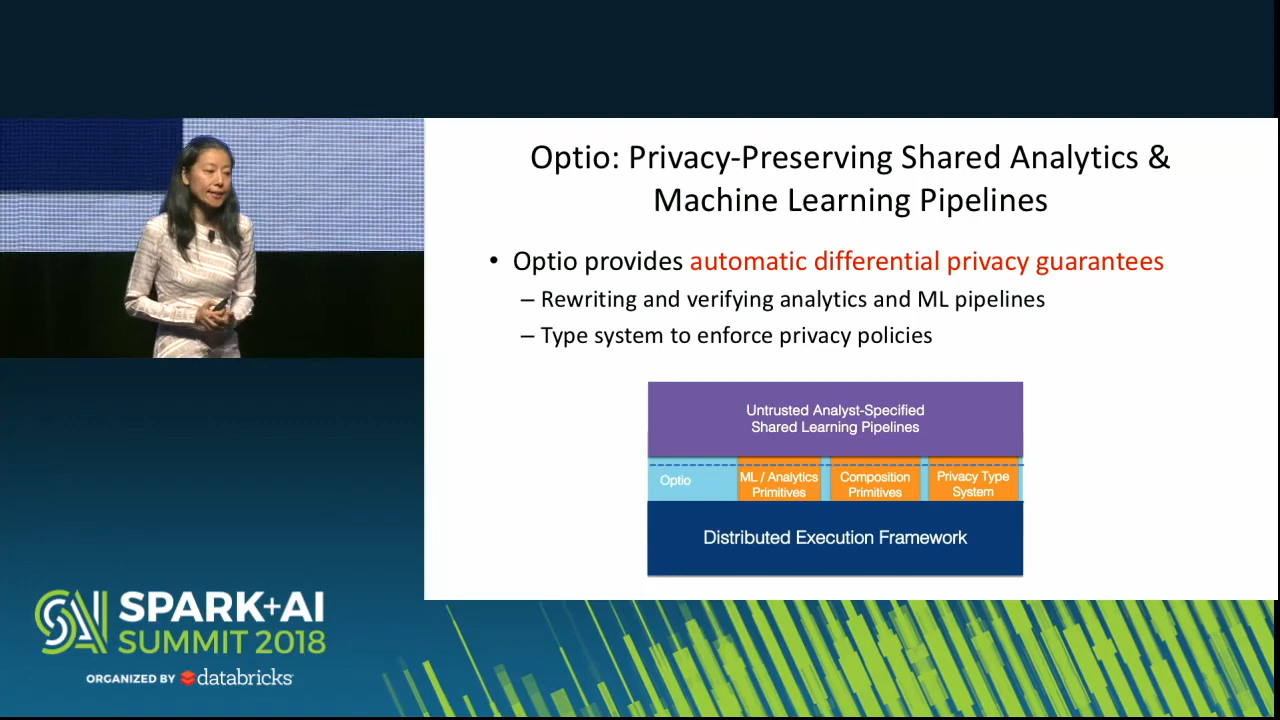 Optio: Privacy-Preserving Shared Analytics &
Machine Learning Pipelines
• Optio provides automatic differential privacy guarantees
– Rewriting and verifying analytics and ML pipelines
– Type system to enforce privacy policies
Untrusted Analyst-Specified
Shared Learning Pipelines
Optio
ML / Analytics
Primitives
Composition
Primitives
Privacy Type
System
Distributed Execution Framework
SAI SPARK+AI
SUMMIT 2018
ORGANIZED BY databricks